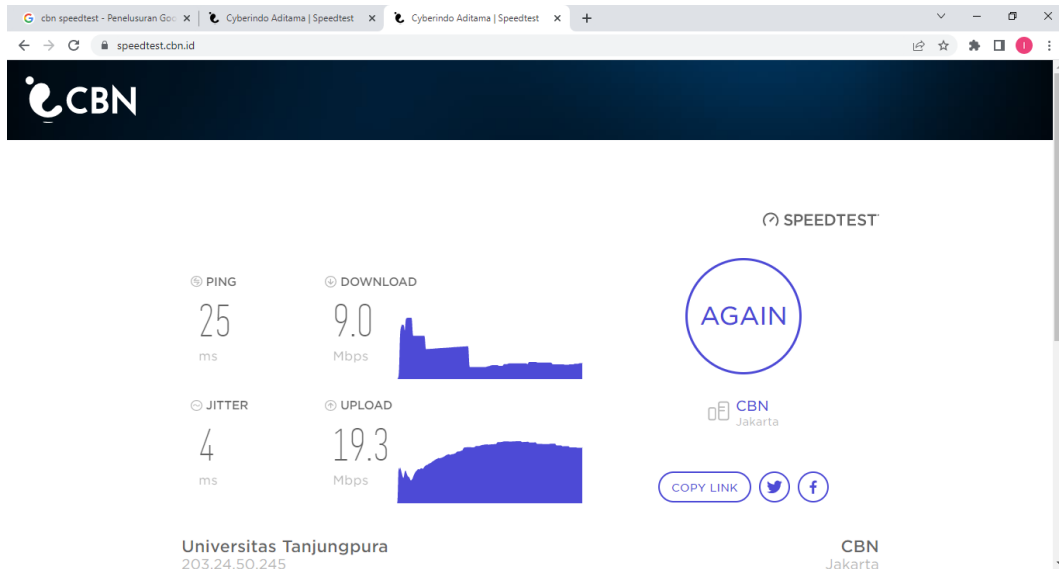 cbn speedtest - Penelusuran Goo
Cyberindo Aditama | Speedtest
Cyberindo Aditama | Speedtest
speedtest.cbn.id
I
CBN
SPEEDTEST
PING
25
ms
DOWNLOAD
9.0
Mbps
AGAIN
JITTER
4
ms
UPLOAD
19.3
Mbps
CBN
Jakarta
COPY LINK
Universitas Tanjungpura
203.24.50.245
CBN
Jakarta